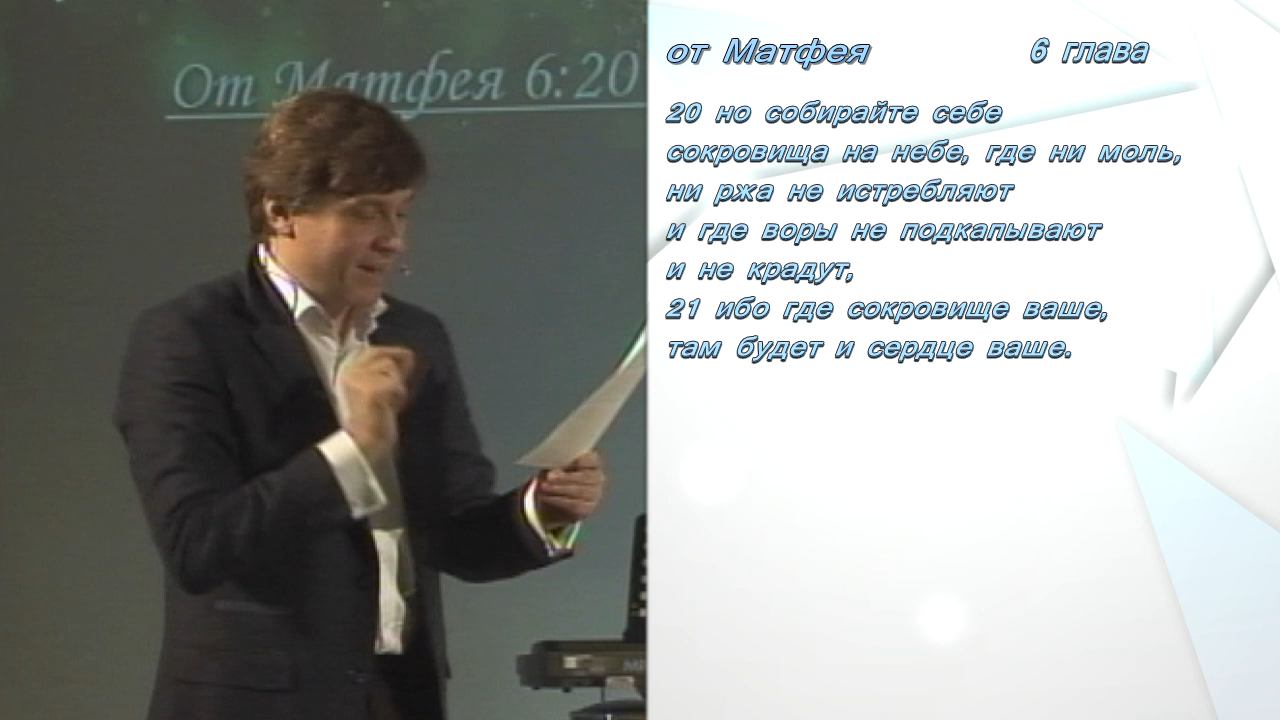 От Матфея 6:20
от Матфея 6 глава
20 но собирайте себе
сокровища на небе, где ни моль,
ни ржа не истребляют
и где воры не подкапывают
и не крадут,
21 ибо где сокровище ваше,
там будет и сердце ваше.